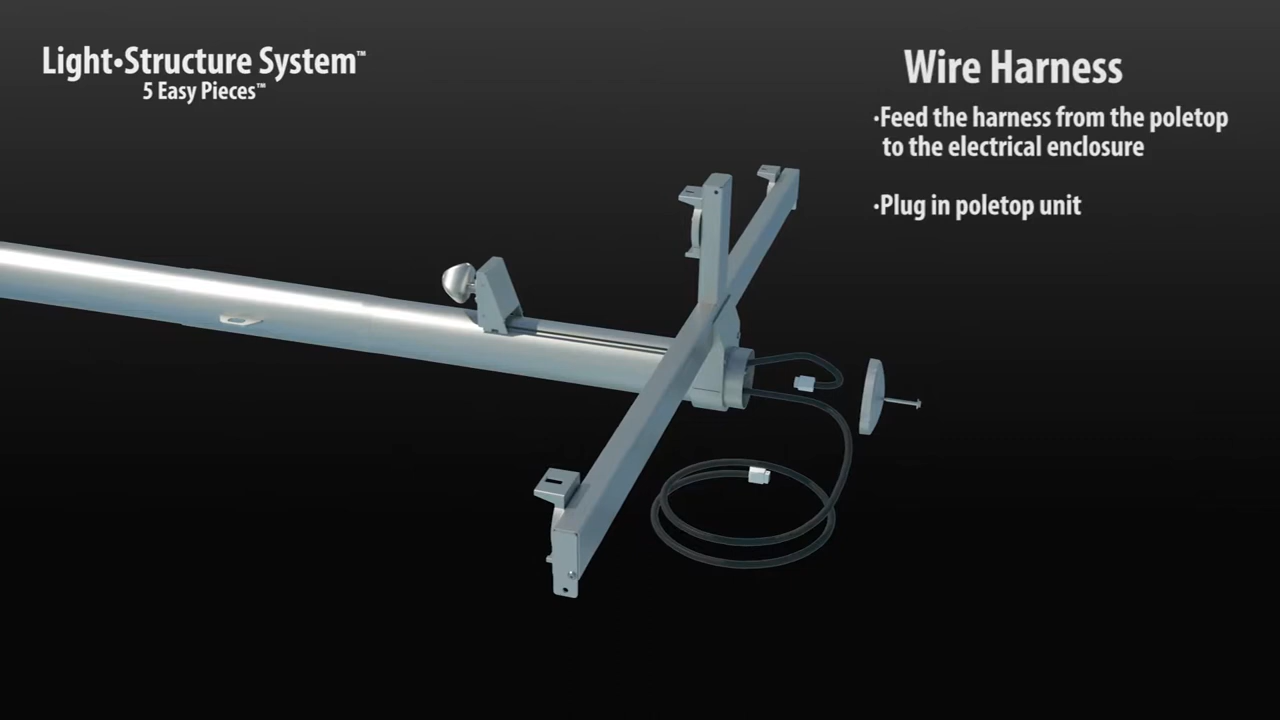 Light•Structure System™
5 Easy Pieces™
Wire Harness
•Feed the harness from the poletop
to the electrical enclosure
•Plug in poletop unit